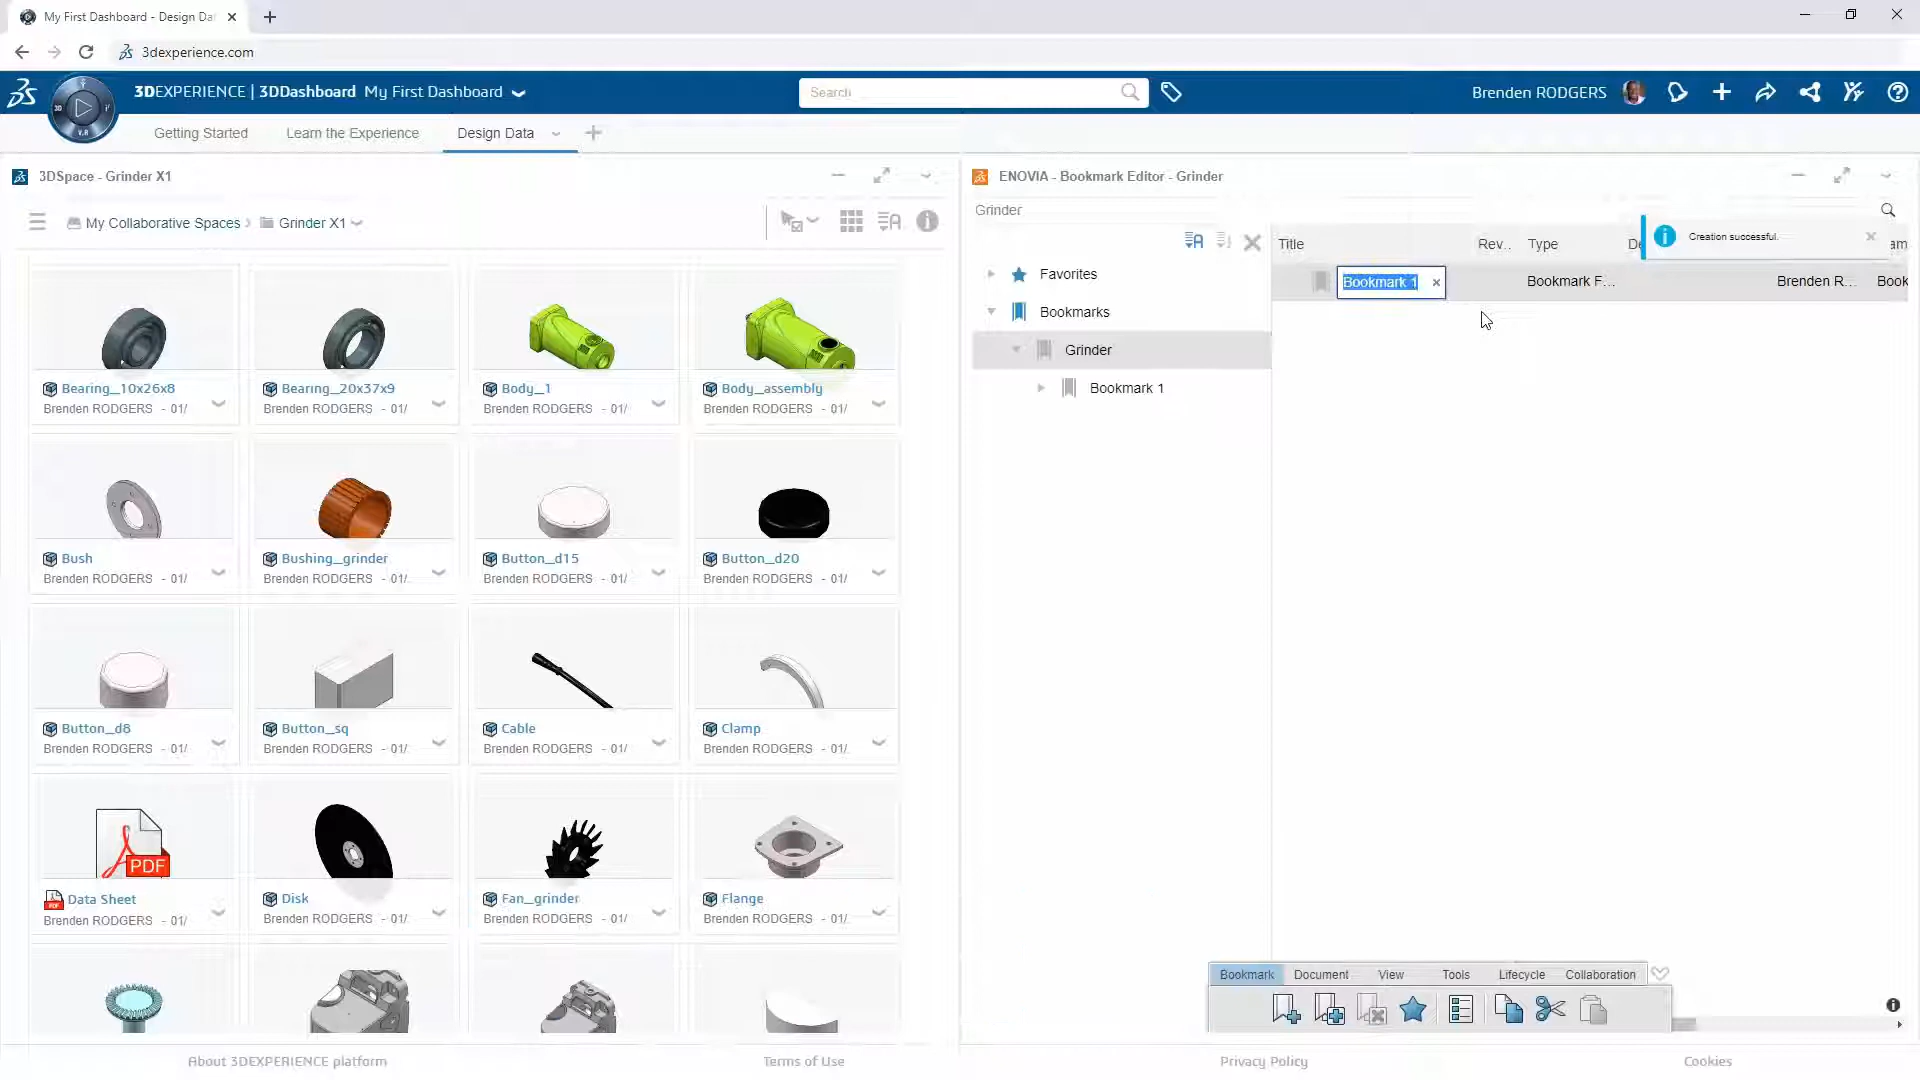 My First Dashboard - Design Da
3dexperience.com
3DEXPERIENCE | 3DDashboard My First Dashboard
Search
Brenden RODGERS
Getting Started
Learn the Experience
Design Data
3DSpace - Grinder X1
My Collaborative Spaces
Grinder X1
Bearing_10x26x8
Brenden RODGERS - 01/
Bearing_20x37x9
Brenden RODGERS - 01/
Body_1
Brenden RODGERS - 01/
Body_assembly
Brenden RODGERS - 01/
Bush
Brenden RODGERS - 01/
Bushing_grinder
Brenden RODGERS - 01/
Button_d15
Brenden RODGERS - 01/
Button_d20
Brenden RODGERS - 01/
Button_d8
Brenden RODGERS - 01/
Button_sq
Brenden RODGERS - 01/
Cable
Brenden RODGERS - 01/
Clamp
Brenden RODGERS - 01/
PDF
Data Sheet
Brenden RODGERS - 01/
Disk
Brenden RODGERS - 01/
Fan_grinder
Brenden RODGERS - 01/
Flange
Brenden RODGERS - 01/
ENOVIA - Bookmark Editor - Grinder
Grinder
Favorites
Bookmarks
Grinder
Bookmark 1
Title Rev.. Type De am
Creation successful.
Bookmark 1 Bookmark F... Brenden R... Book
Bookmark Document View Tools Lifecycle Collaboration
About 3DEXPERIENCE platform
Terms of Use
Privacy Policy
Cookies